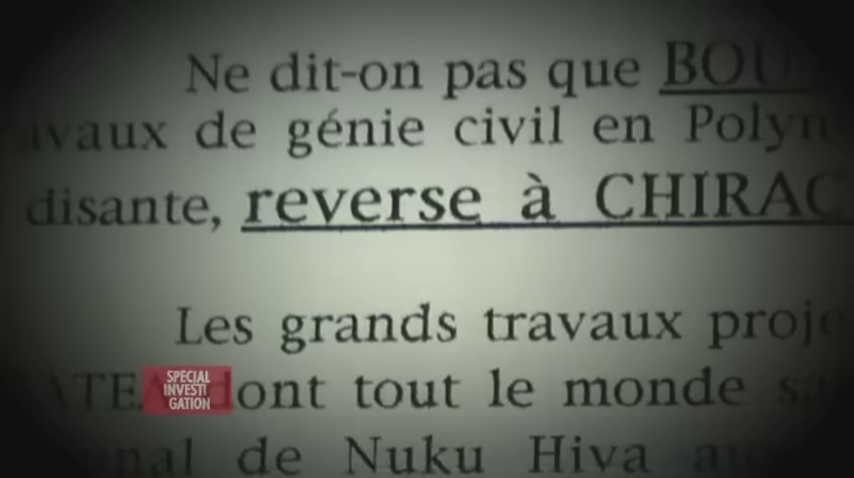 Ne dit-on pas que
de génie civil en
disante, reverse à CHIRAC
Les grands travaux
dont tout le monde
de Nuku Hiva
SPECIAL
INVESTI
GATION